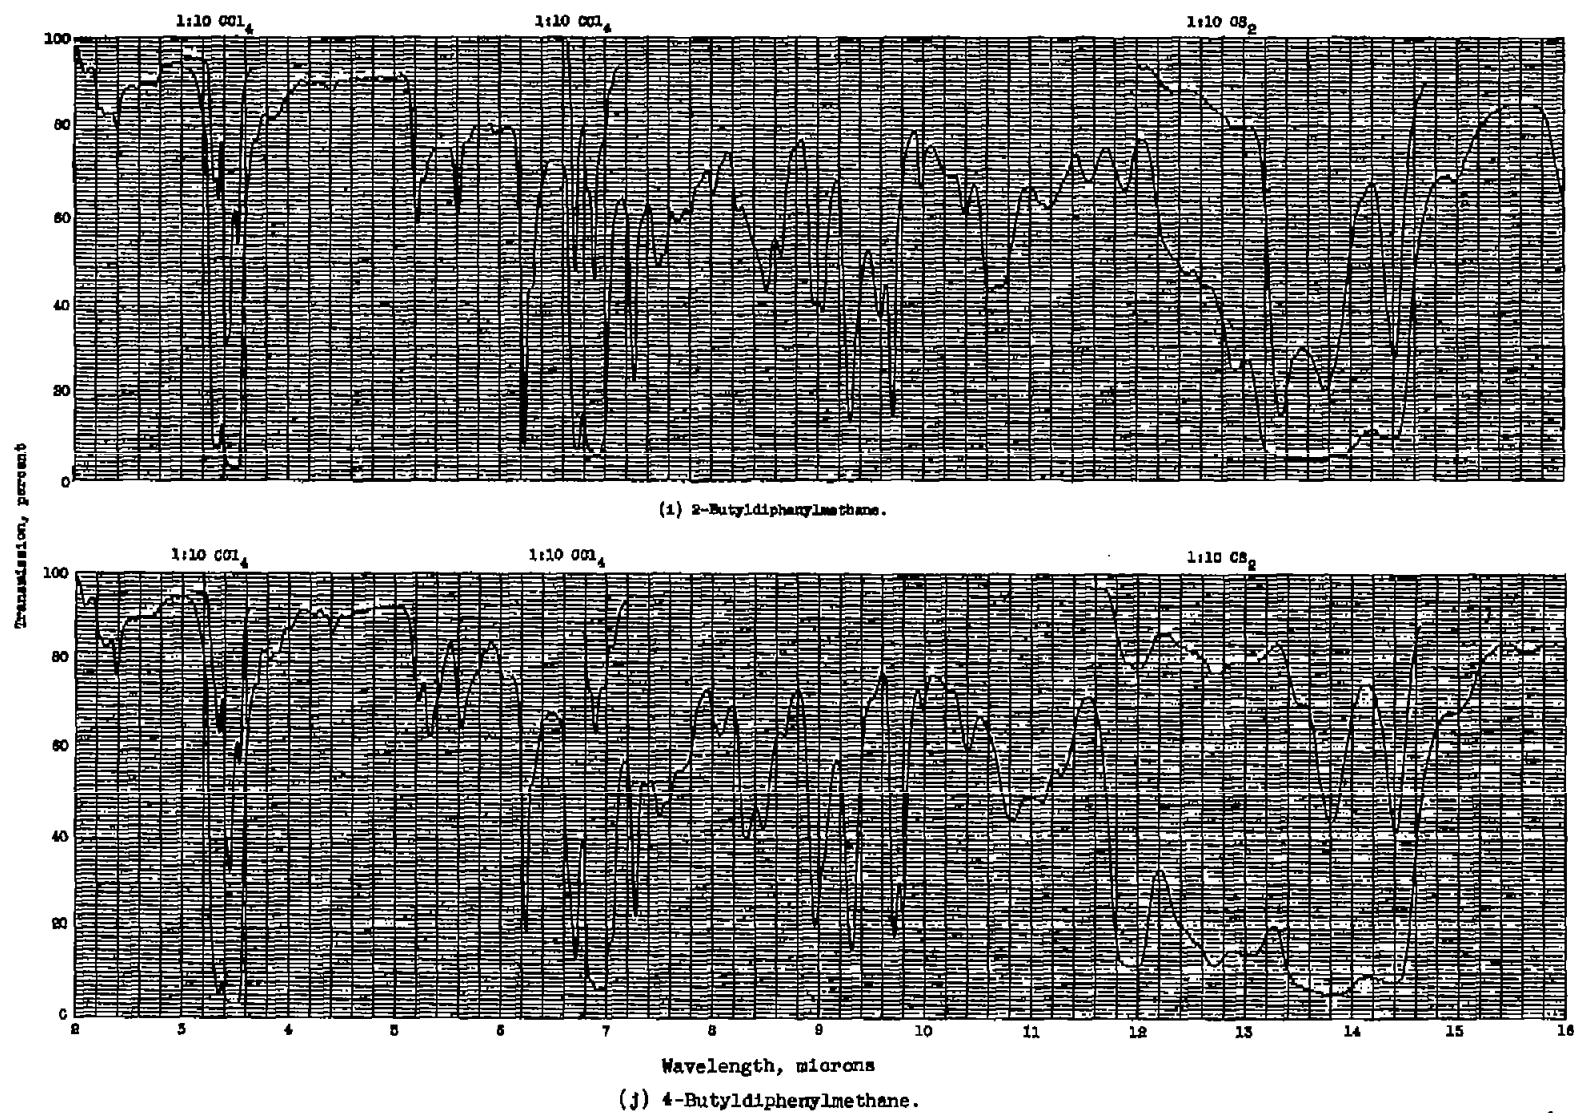 1:10 CCl4 1:10 CCl4 1:10 CS2
100
80
60
40
20
0
(i) 2-Butyldiphenylmethane.
Transmission, percent
1:10 CCl4 1:10 CCl4 1:10 CS2
100
80
60
40
20
0
2 3 4 5 6 7 8 9 10 11 12 13 14 15 16
Wavelength, microns
(j) 4-Butyldiphenylmethane.